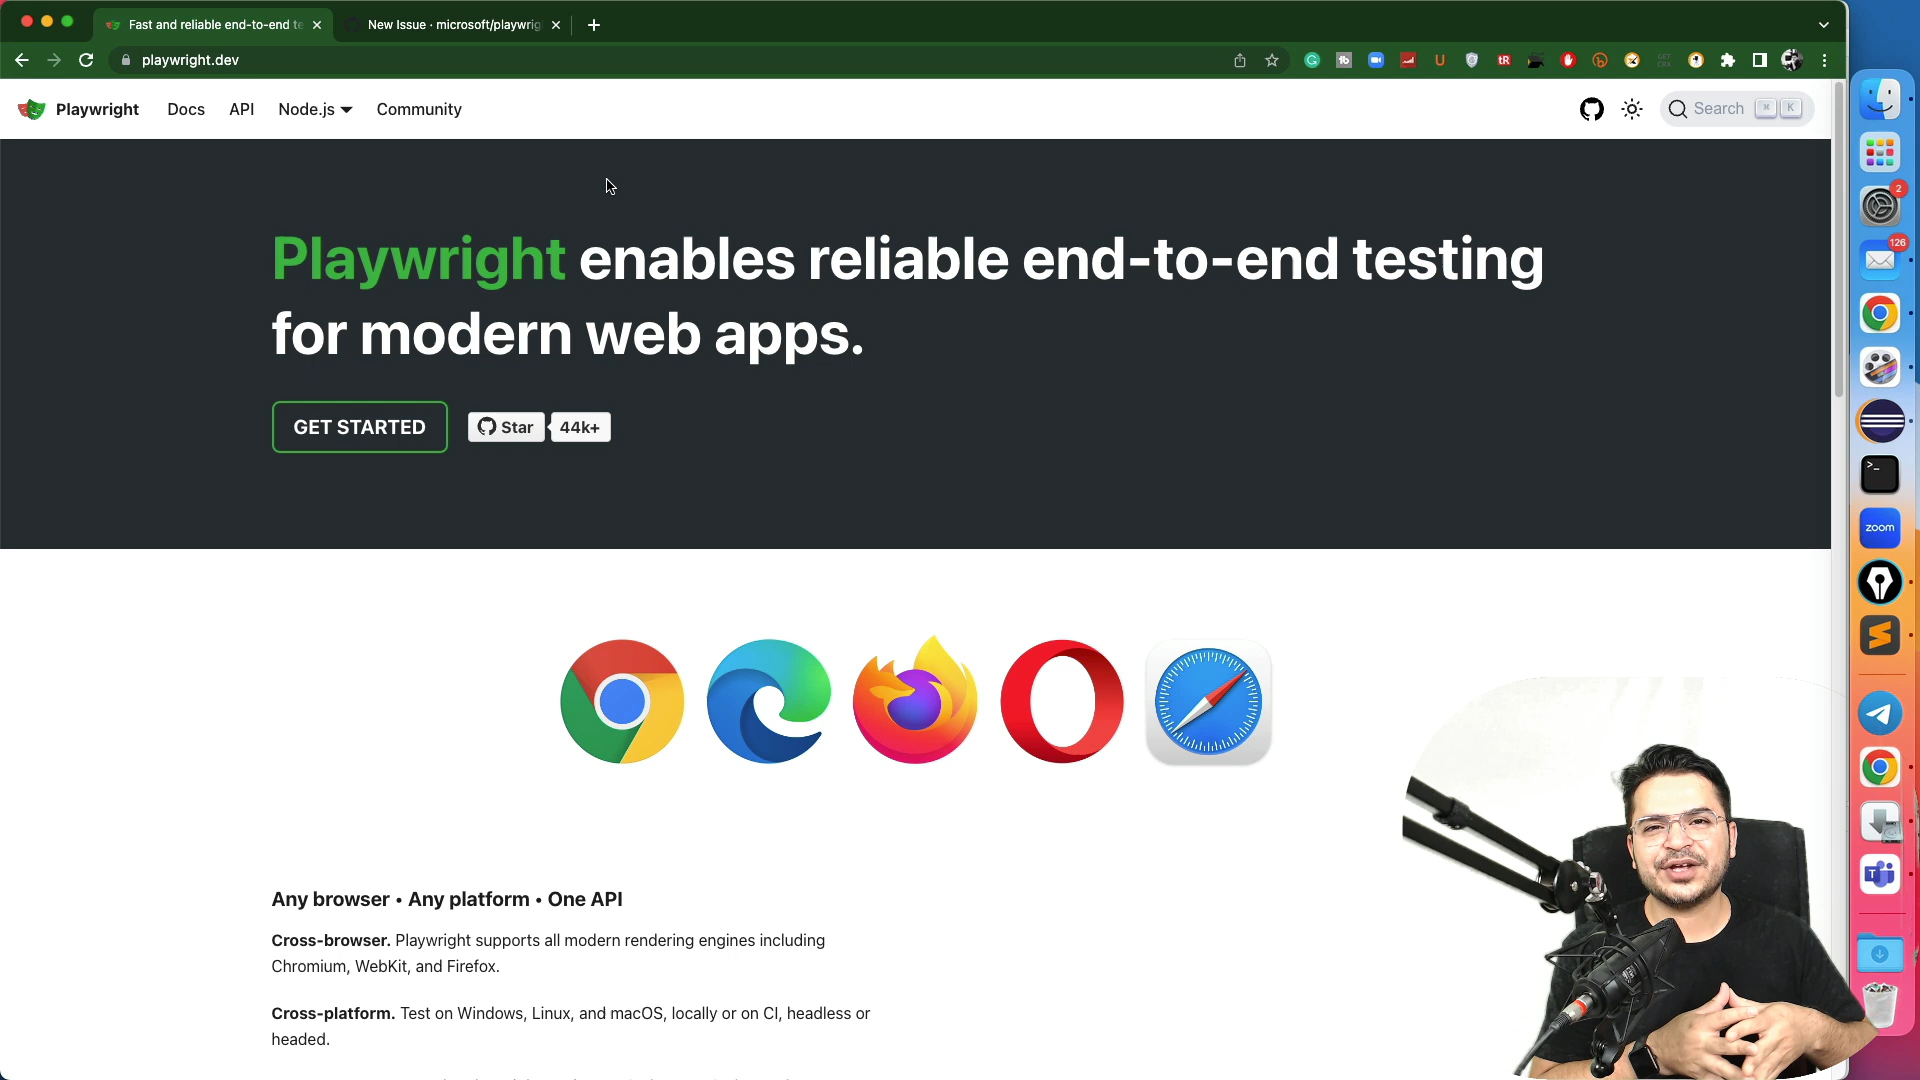 Fast and reliable end-to-end te
New Issue · microsoft/playwrig
playwright.dev
Playwright
Docs
API
Node.js
Community
Search
⌘
K
Playwright enables reliable end-to-end testing
for modern web apps.
GET STARTED
Star
44k+
2
126
zoom
Any browser • Any platform • One API
Cross-browser. Playwright supports all modern rendering engines including
Chromium, WebKit, and Firefox.
Cross-platform. Test on Windows, Linux, and macOS, locally or on CI, headless or
headed.